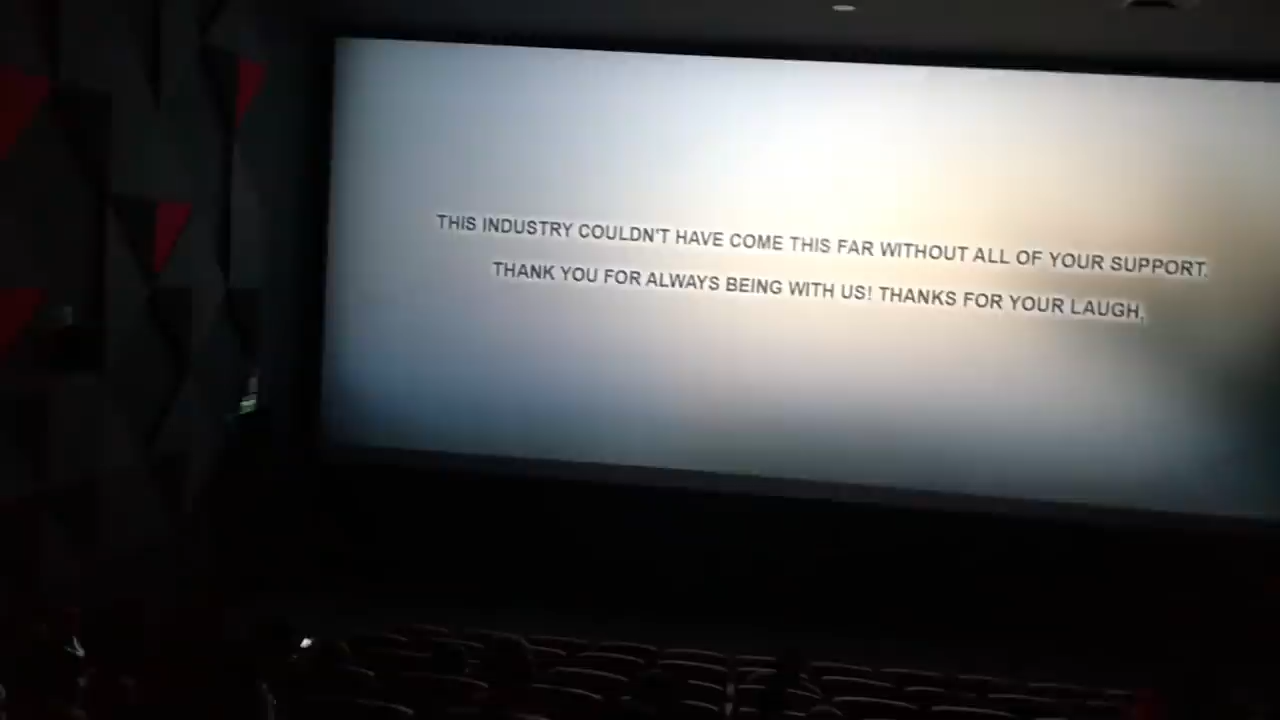 THIS INDUSTRY COULDN'T HAVE COME THIS FAR WITHOUT ALL OF YOUR SUPPORT.
THANK YOU FOR ALWAYS BEING WITH US! THANKS FOR YOUR LAUGH,